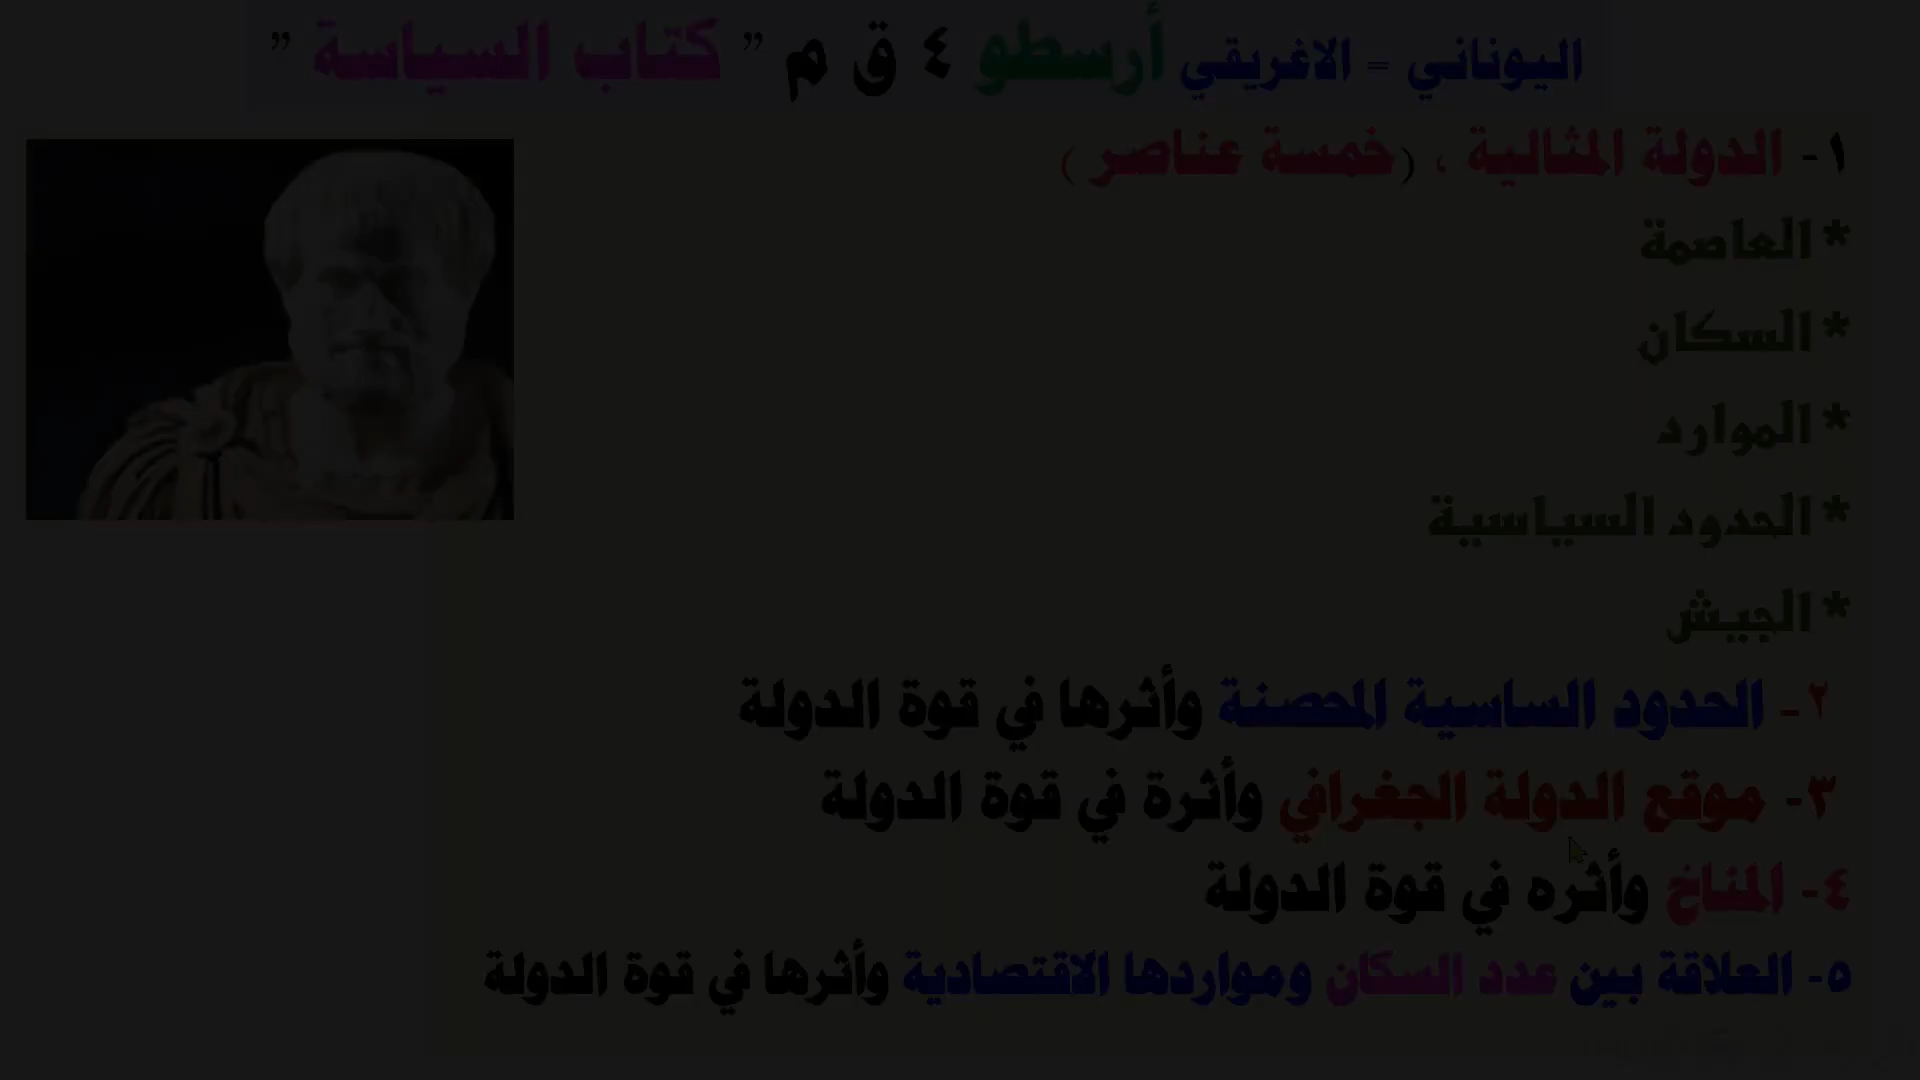 اليوناني = الاغريقي أرسطو ٤ ق م " كتاب السياسة "
١- الدولة المثالية ، (خمسة عناصر )
* العاصمة
* السكان
* الموارد
* الحدود السياسية
* الجيش
٢- الحدود الساسية المحصنة وأثرها في قوة الدولة
٣- موقع الدولة الجغرافي وأثرة في قوة الدولة
٤- المناخ وأثره في قوة الدولة
٥- العلاقة بين عدد السكان ومواردها الاقتصادية وأثرها في قوة الدولة